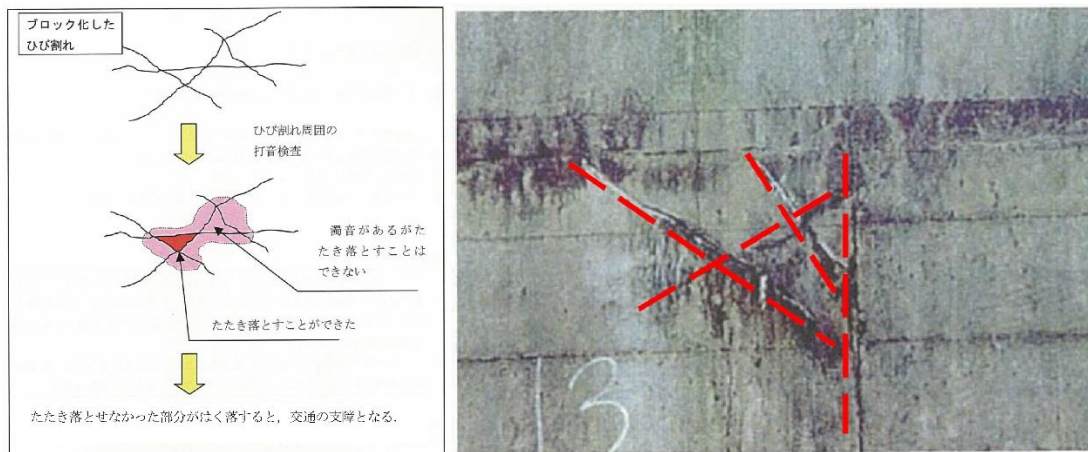 ブロック化した
ひび割れ
ひび割れ周囲の
打音検査
濁音があるがた
たき落とすことは
できない
たたき落とすことができた
たたき落とせなかった部分がはく落すると，交通の支障となる．
13